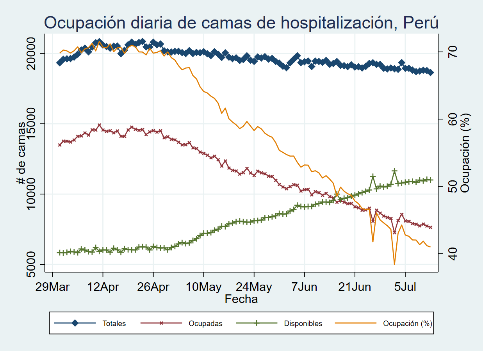 Ocupación diaria de camas de hospitalización, Perú
# de camas
20000
15000
10000
5000
Ocupación (%)
70
60
50
40
29Mar 12Apr 26Apr 10May 24May 7Jun 21Jun 5Jul
Fecha
Totales Ocupadas Disponibles Ocupación (%)